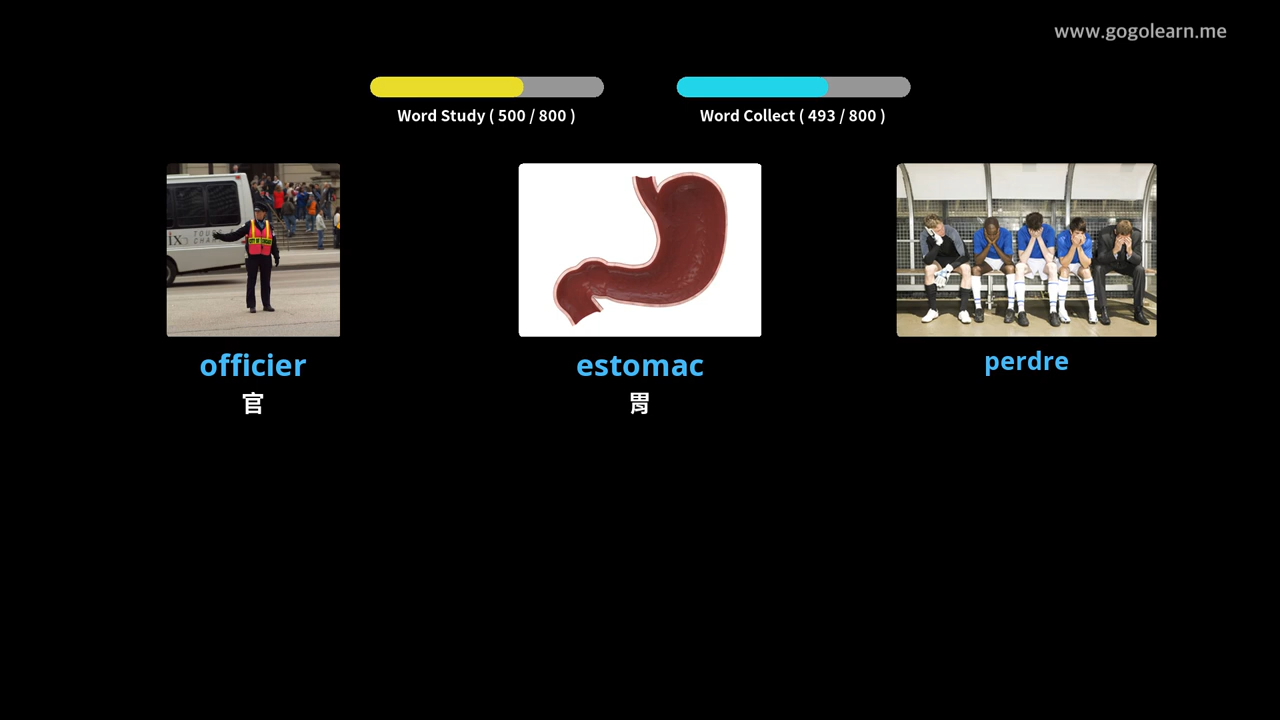 www.gogolearn.me
Word Study ( 500 / 800 )
Word Collect ( 493 / 800 )
officier
官
estomac
胃
perdre